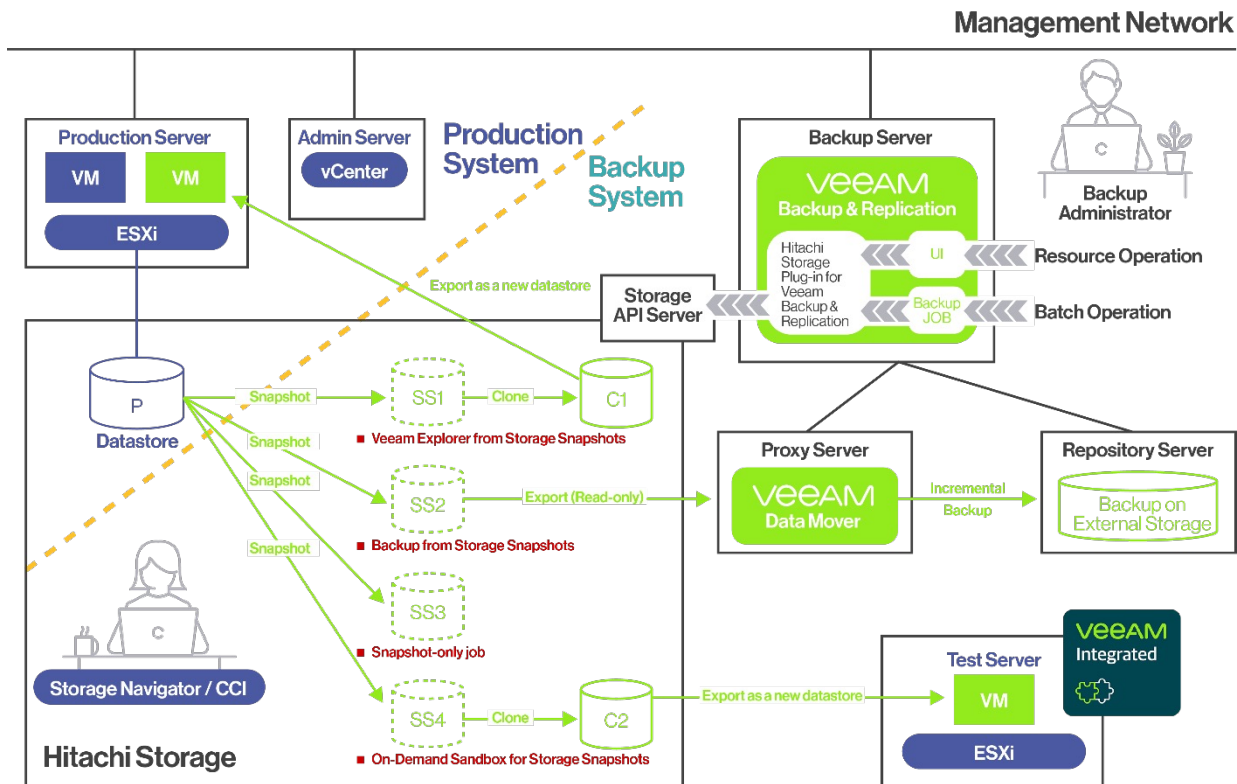 Management Network
Production Server
VM
VM
ESXi
Admin Server
vCenter
Production
System
Backup
System
Backup Server
veeAM
Backup & Replication
Hitachi
Storage
Plug-in for
Veeam
Backup &
Replication
UI
Backup
JOB
Backup
Administrator
Resource Operation
Batch Operation
Storage
API Server
Export as a new datastore
P
Datastore
Snapshot
SS1
Clone
C1
Veeam Explorer from Storage Snapshots
Snapshot
SS2
Export (Read-only)
Backup from Storage Snapshots
Snapshot
SS3
Snapshot-only job
Snapshot
SS4
Clone
C2
On-Demand Sandbox for Storage Snapshots
Export as a new datastore
Proxy Server
veeAM
Data Mover
Incremental
Backup
Repository Server
Backup on
External Storage
C
C
Storage Navigator / CCI
Hitachi Storage
Test Server
VM
ESXi
veeAM
Integrated